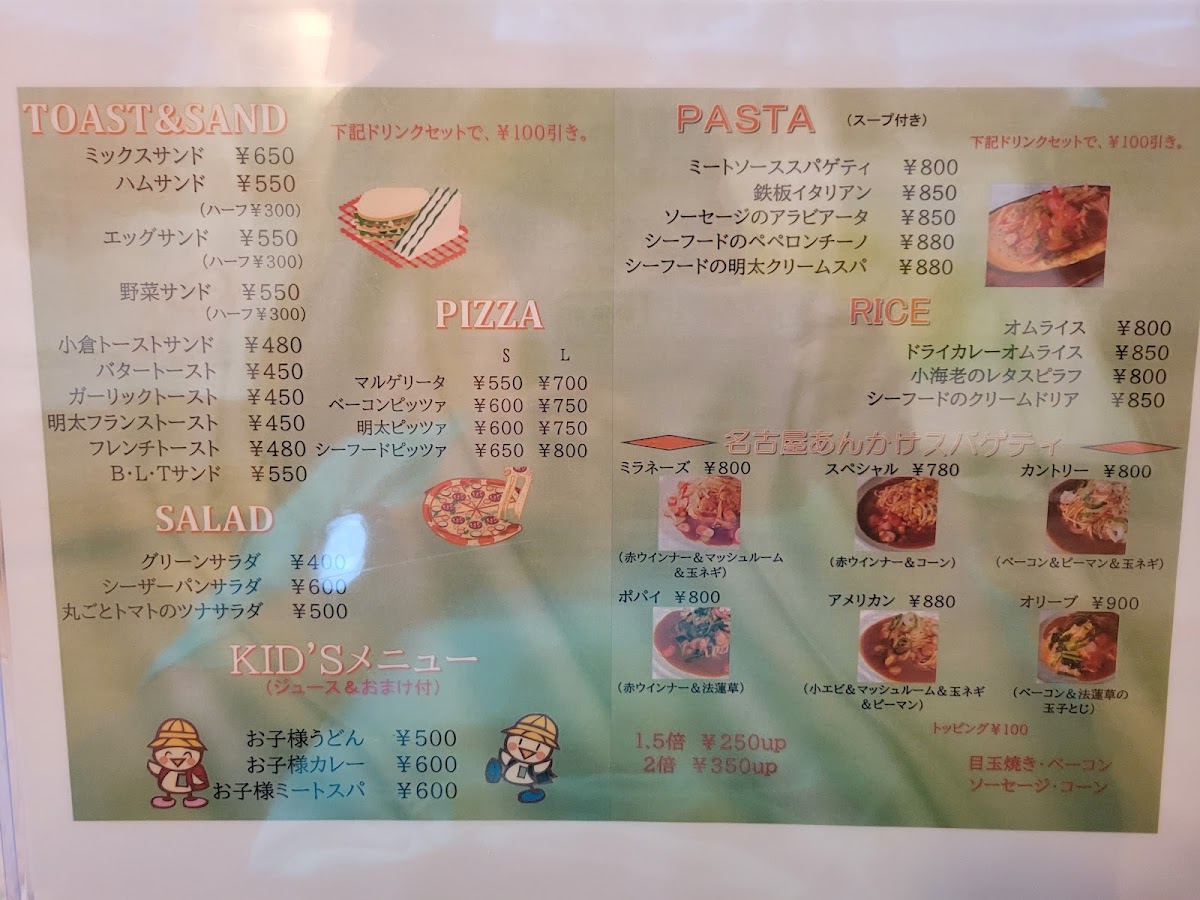 TOAST&SAND
下記ドリンクセットで、¥100引き。
ミックスサンド ¥650
ハムサンド ¥550
(ハーフ¥300)
エッグサンド ¥550
(ハーフ¥300)
野菜サンド ¥550
(ハーフ¥300)
小倉トーストサンド ¥480
バタートースト ¥450
ガーリックトースト ¥450
明太フランストースト ¥450
フレンチトースト ¥480
B・L・Tサンド ¥550
PIZZA
S L
マルゲリータ ¥550 ¥700
ベーコンピッツァ ¥600 ¥750
明太ピッツァ ¥600 ¥750
シーフードピッツァ ¥650 ¥800
SALAD
グリーンサラダ ¥400
シーザーパンサラダ ¥600
丸ごとトマトのツナサラダ ¥500
KID'Sメニュー
(ジュース&おまけ付)
お子様うどん ¥500
お子様カレー ¥600
お子様ミートスパ ¥600
PASTA (スープ付き)
下記ドリンクセットで、¥100引き。
ミートソーススパゲティ ¥800
鉄板イタリアン ¥850
ソーセージのアラビアータ ¥850
シーフードのペペロンチーノ ¥880
シーフードの明太クリームスパ ¥880
RICE
オムライス ¥800
ドライカレーオムライス ¥850
小海老のレタスピラフ ¥800
シーフードのクリームドリア ¥850
名古屋あんかけスパゲティ
ミラネーズ ¥800 スペシャル ¥780 カントリー ¥800
(赤ウインナー&マッシュルーム (赤ウインナー&コーン) (ベーコン&ピーマン&玉ネギ)
&玉ネギ)
ポパイ ¥800 アメリカン ¥880 オリーブ ¥900
(赤ウインナー&法蓮草) (小エビ&マッシュルーム&玉ネギ (ベーコン&法蓮草の
&ピーマン) 玉子とじ)
トッピング¥100
1.5倍 ¥250up
2倍 ¥350up
目玉焼き・ベーコン
ソーセージ・コーン